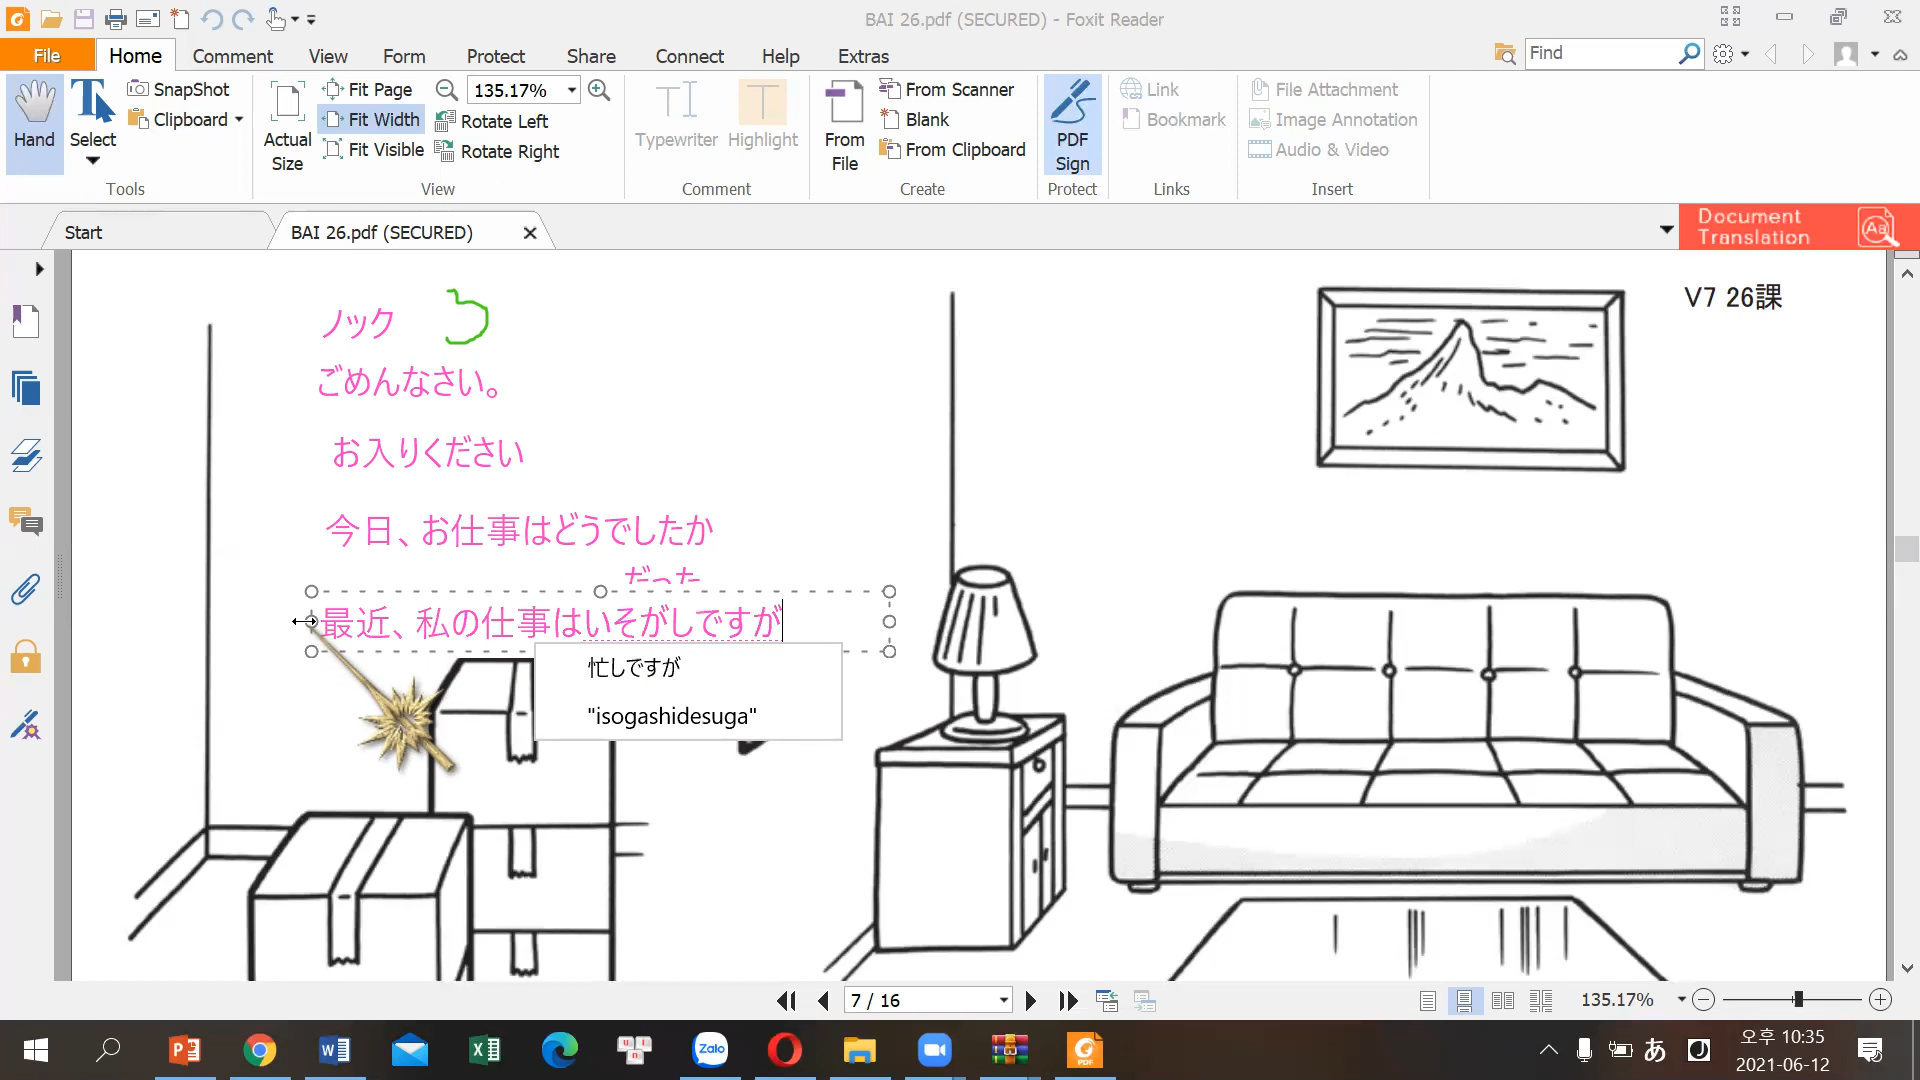 BAI 26.pdf (SECURED) - Foxit Reader
File Home Comment View Form Protect Share Connect Help Extras
Find
Hand
Select
SnapShot
Clipboard
Tools
Actual Size
Fit Page
Fit Width
Fit Visible
135.17%
Rotate Left
Rotate Right
View
Typewriter
Highlight
Comment
From File
From Scanner
Blank
From Clipboard
Create
PDF Sign
Protect
Link
Bookmark
Links
File Attachment
Image Annotation
Audio & Video
Insert
Start
BAI 26.pdf (SECURED)
Document Translation
V7 26課
ノック
ごめんなさい。
お入りください
今日、お仕事はどうでしたか
だった
最近、私の仕事はいそがしですが
忙しですが
"isogashidesuga"
7 / 16
135.17%
Zalo
PDF
あ
오후 10:35
2021-06-12